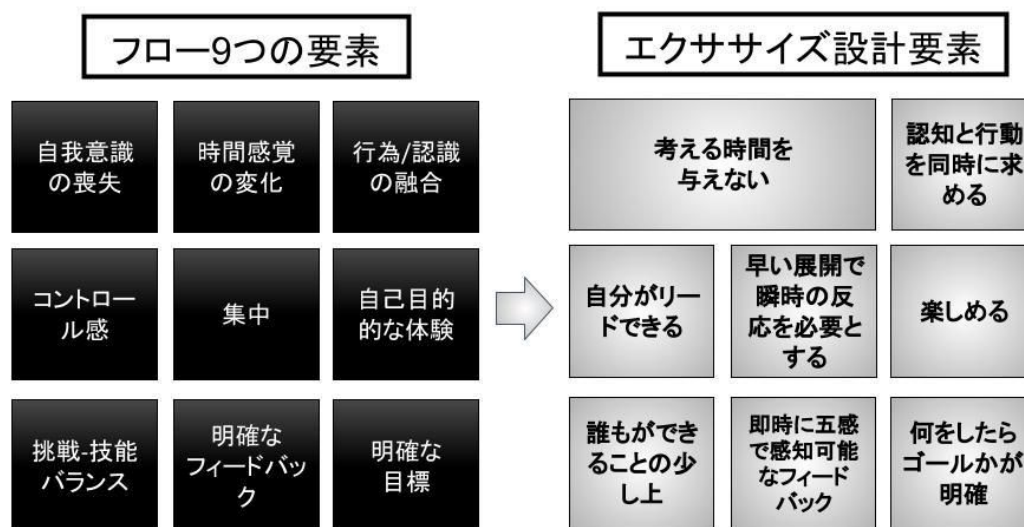 フロー9つの要素
エクササイズ設計要素
自我意識
の喪失
時間感覚
の変化
行為/認識
の融合
考える時間を
与えない
認知と行動
を同時に求
める
コントロー
ル感
集中
自己目的
的な体験
自分がリー
ドできる
早い展開で
瞬時の反
応を必要と
する
楽しめる
挑戦-技能
バランス
明確な
フィードバッ
ク
明確な
目標
誰もができ
ることの少
し上
即時に五感
で感知可能
なフィード
バック
何をしたら
ゴールかが
明確